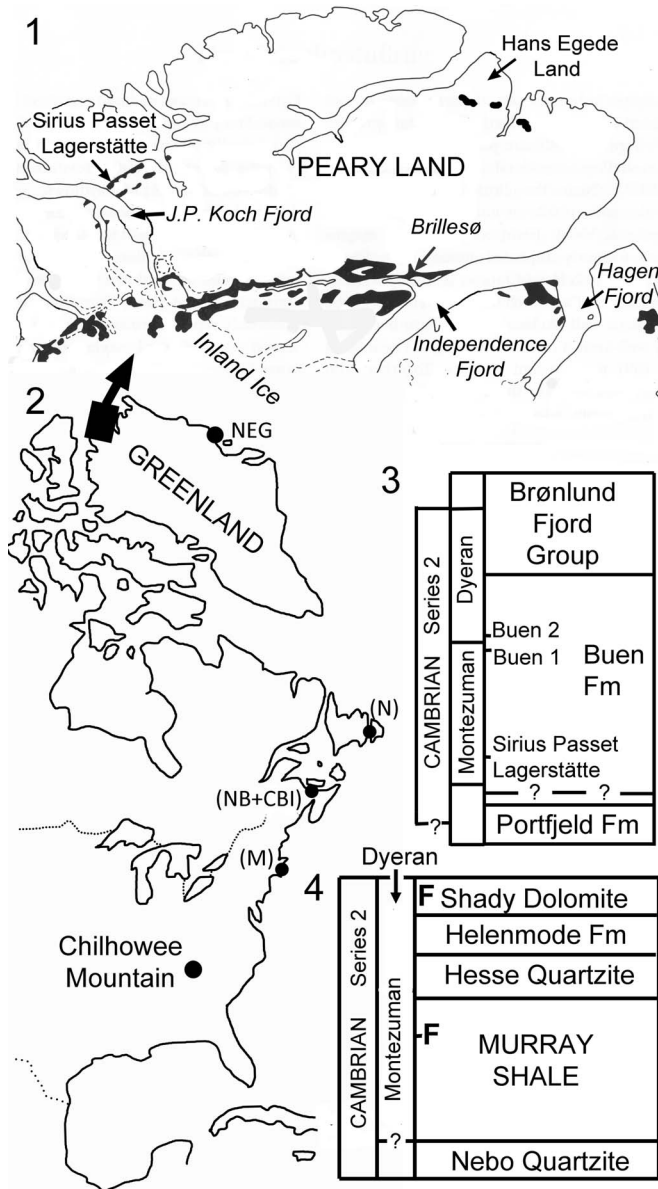 1
Hans Egede
Land
Sirius Passet
Lagerstätte
PEARY LAND
J.P. Koch Fjord
Brillesø
Hagen
Fjord
Independence
Fjord
Inland Ice
2
NEG
GREENLAND
(N)
(NB+CBI)
(M)
Chilhowee
Mountain
3
Brønlund
Fjord
Group
CAMBRIAN Series 2
Dyeran
Montezuman
Buen 2
Buen 1
Buen
Fm
Sirius Passet
Lagerstätte
? ?
?
Portfjeld Fm
4
Dyeran
CAMBRIAN Series 2
Montezuman
F Shady Dolomite
Helenmode Fm
Hesse Quartzite
F
MURRAY
SHALE
?
Nebo Quartzite